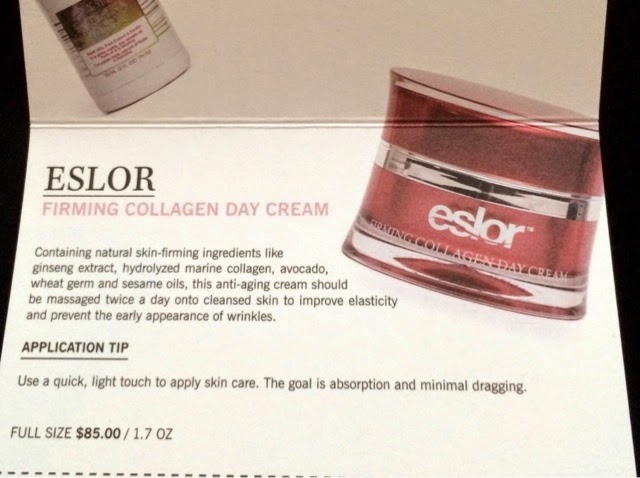 ESLOR
FIRMING COLLAGEN DAY CREAM
Containing natural skin-firming ingredients like
ginseng extract, hydrolyzed marine collagen, avocado,
wheat germ and sesame oils, this anti-aging cream should
be massaged twice a day onto cleansed skin to improve elasticity
and prevent the early appearance of wrinkles.
eslor™
FIRMING COLLAGEN DAY CREAM
APPLICATION TIP
Use a quick, light touch to apply skin care. The goal is absorption and minimal dragging.
FULL SIZE $85.00 / 1.7 OZ